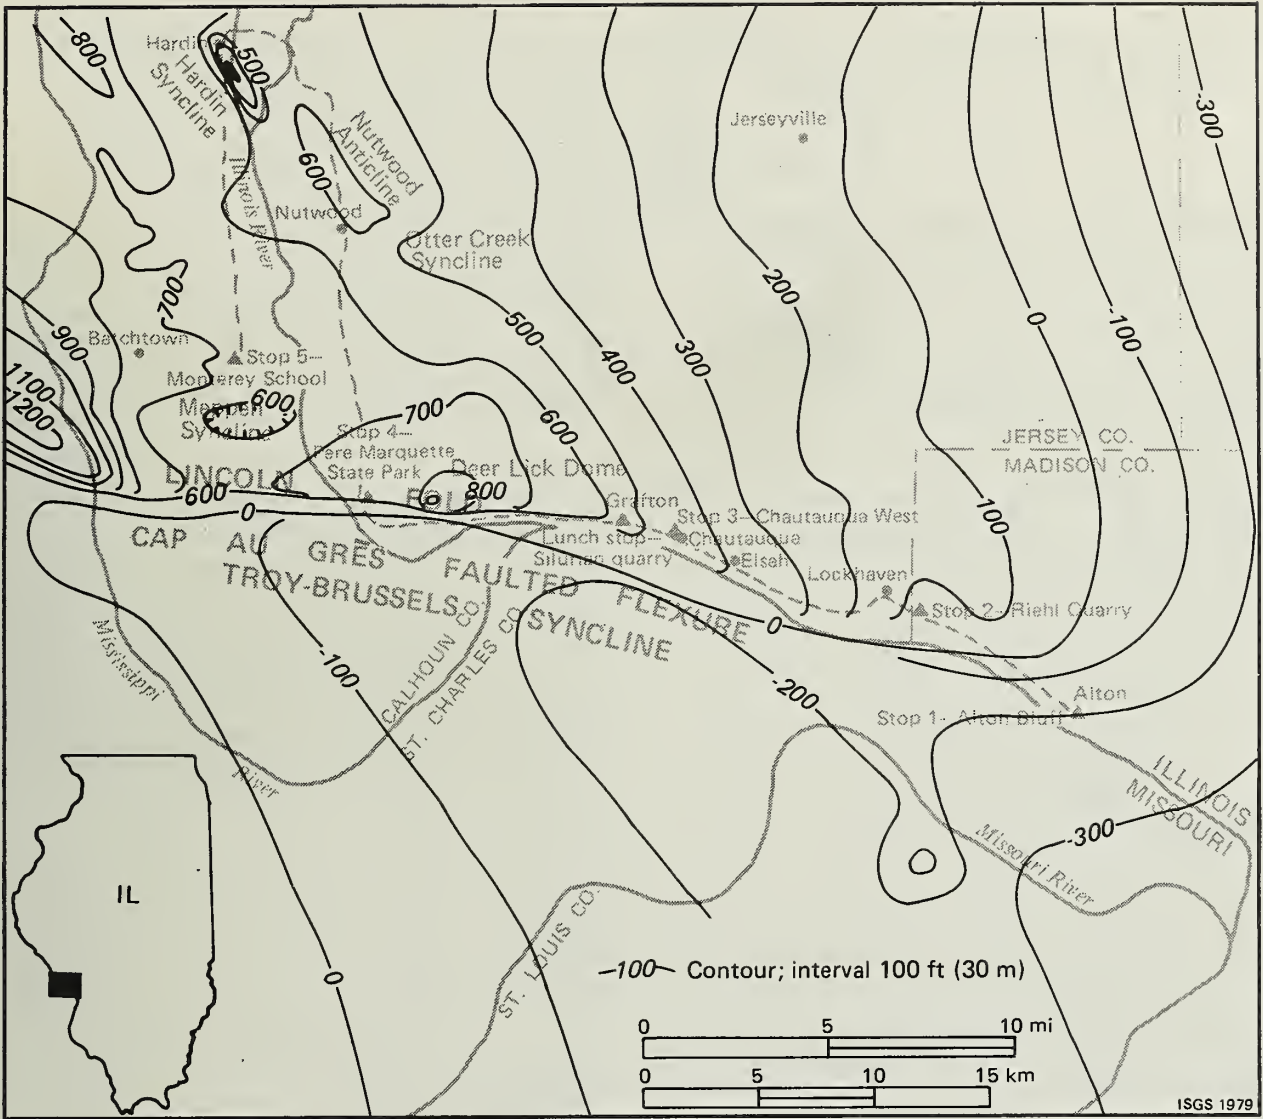 -800
Hardin
500
Hardin
Syncline
-300
Jerseyville
Nutwood
Anticline
600
Illinois River
Nutwood
Otter Creek
Syncline
700
200
0
-100
500
400
300
900
Batchtown
Stop 5–
Monterey School
1100
1200
Meppen
Syncline
600
700
600
Stop 4–
Pere Marquette
State Park
Deer Lick Dome
JERSEY CO.
MADISON CO.
LINCOLN
FOLD
600
800
100
0
Grafton
Stop 3–Chautauqua West
Chautauqua
Lunch stop–
Silurian quarry
Elsah
Lockhaven
CAP AU GRÈS FAULTED FLEXURE
TROY-BRUSSELS SYNCLINE
0
Stop 2– Riehl Quarry
Mississippi
River
-100
CALHOUN CO.
ST. CHARLES CO.
-200
Alton
Stop 1– Alton Bluff
ILLINOIS
MISSOURI
-300
Missouri River
IL
0
ST. LOUIS CO.
-100 Contour; interval 100 ft (30 m)
0 5 10 mi
0 5 10 15 km
ISGS 1979